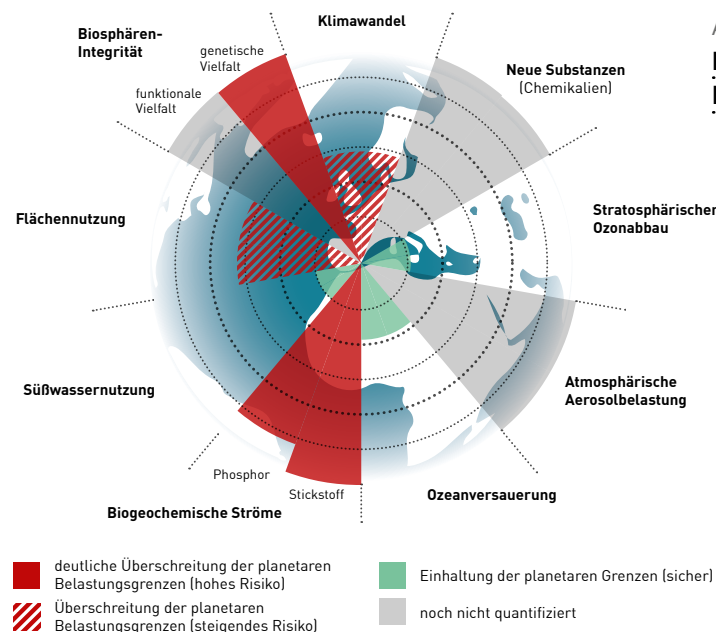 Klimawandel
Biosphären-
Integrität
genetische
Vielfalt
funktionale
Vielfalt
Neue Substanzen
(Chemikalien)
Flächennutzung
Stratosphärischer
Ozonabbau
Süßwassernutzung
Atmosphärische
Aerosolbelastung
Phosphor
Stickstoff
Ozeanversauerung
Biogeochemische Ströme
deutliche Überschreitung der planetaren
Belastungsgrenzen (hohes Risiko)
Überschreitung der planetaren
Belastungsgrenzen (steigendes Risiko)
Einhaltung der planetaren Grenzen (sicher)
noch nicht quantifiziert